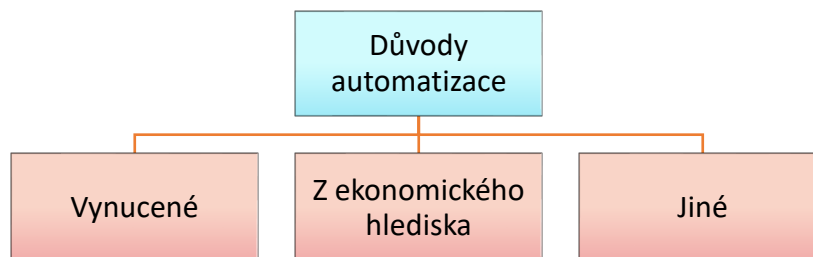 Důvody
automatizace
Vynucené
Z ekonomického
hlediska
Jiné